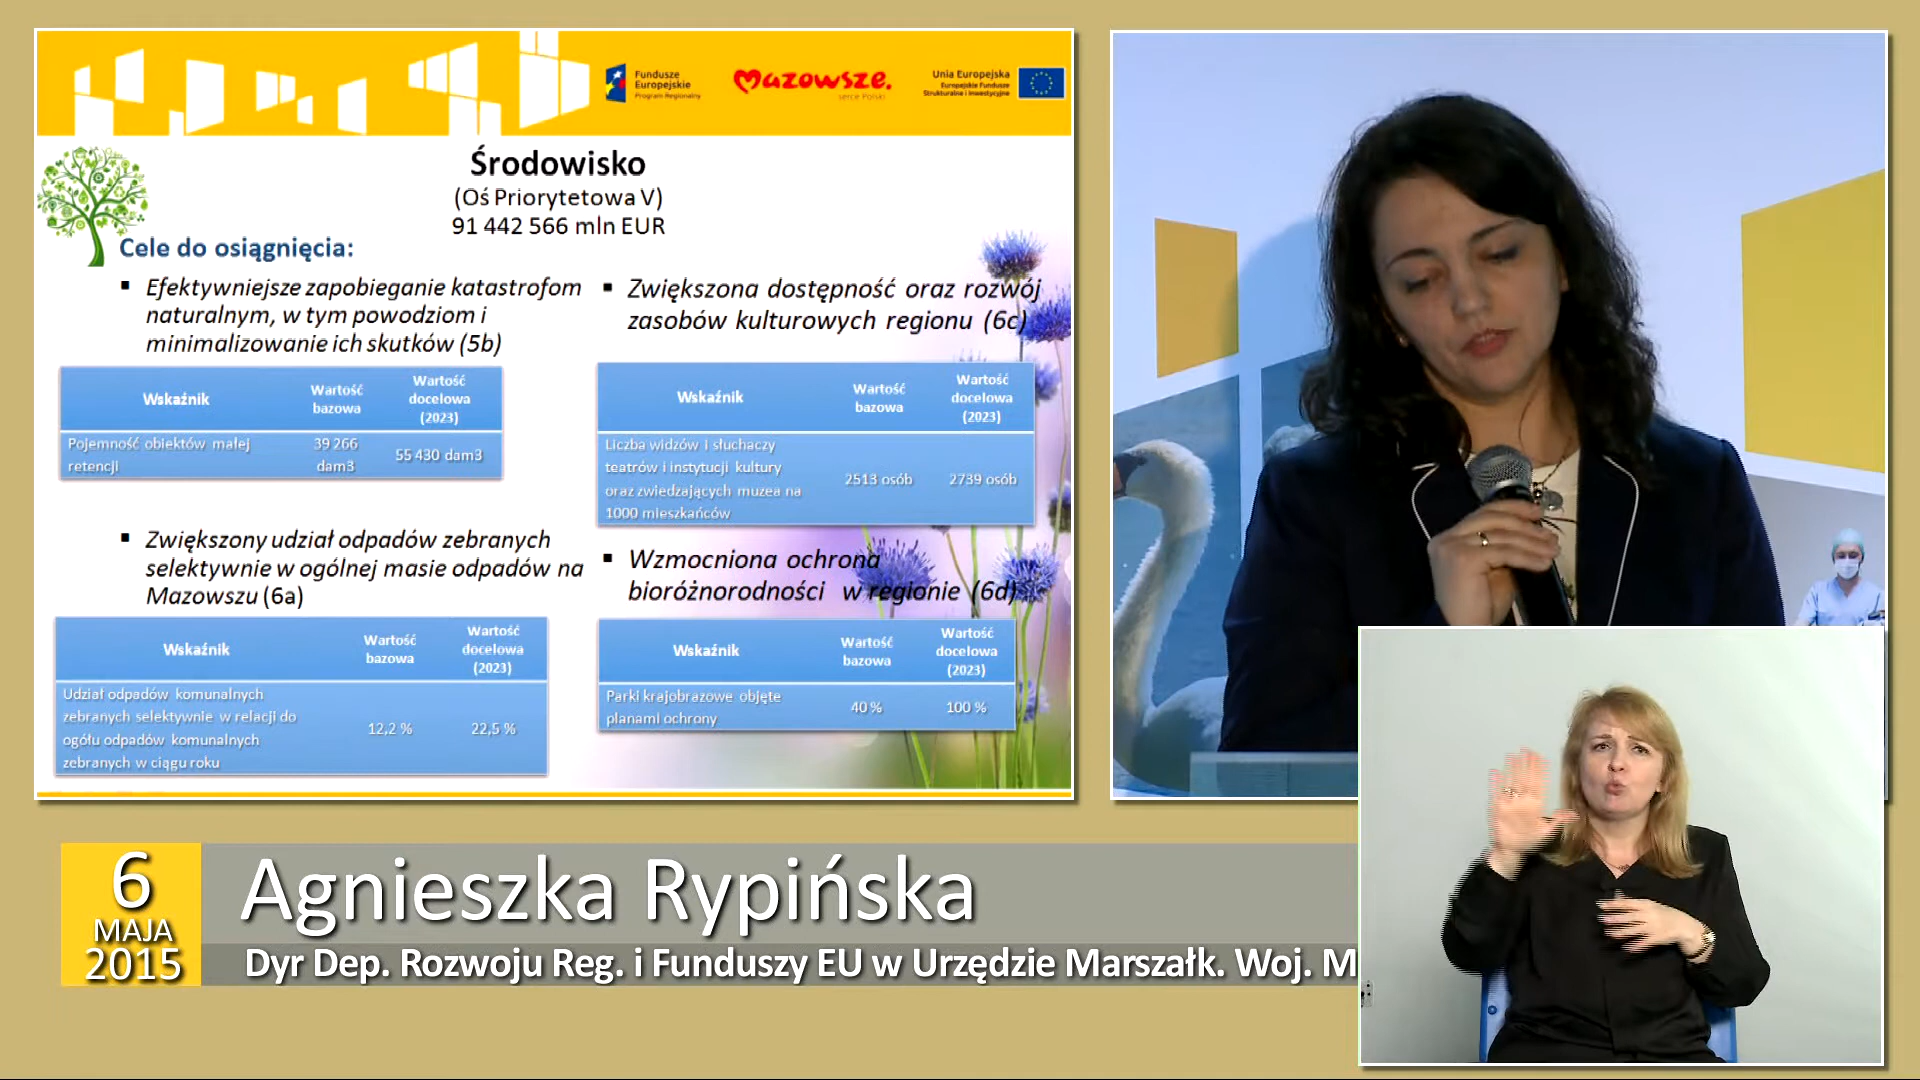 Fundusze
Europejskie
Program Regionalny
Mazowsze.
serce Polski
Unia Europejska
Europejskie Fundusze
Strukturalne i Inwestycyjne
Środowisko
(Oś Priorytetowa V)
91 442 566 mln EUR
Cele do osiągnięcia:
▪ Efektywniejsze zapobieganie katastrofom
naturalnym, w tym powodziom i
minimalizowanie ich skutków (5b)
Wskaźnik
Wartość
bazowa
Wartość
docelowa
(2023)
Pojemność obiektów małej
retencji
39 266
dam3
55 430 dam3
▪ Zwiększony udział odpadów zebranych
selektywnie w ogólnej masie odpadów na
Mazowszu (6a)
Wskaźnik
Wartość
bazowa
Wartość
docelowa
(2023)
Udział odpadów komunalnych
zebranych selektywnie w relacji do
ogółu odpadów komunalnych
zebranych w ciągu roku
12,2 %
22,5 %
▪ Zwiększona dostępność oraz rozwój
zasobów kulturowych regionu (6c)
Wskaźnik
Wartość
bazowa
Wartość
docelowa
(2023)
Liczba widzów i słuchaczy
teatrów i instytucji kultury
oraz zwiedzających muzea na
1000 mieszkańców
2513 osób
2739 osób
▪ Wzmocniona ochrona
bioróżnorodności w regionie (6d)
Wskaźnik
Wartość
bazowa
Wartość
docelowa
(2023)
Parki krajobrazowe objęte
planami ochrony
40 %
100 %
6
MAJA
2015
Agnieszka Rypińska
Dyr Dep. Rozwoju Reg. i Funduszy EU w Urzędzie Marszałk. Woj. M